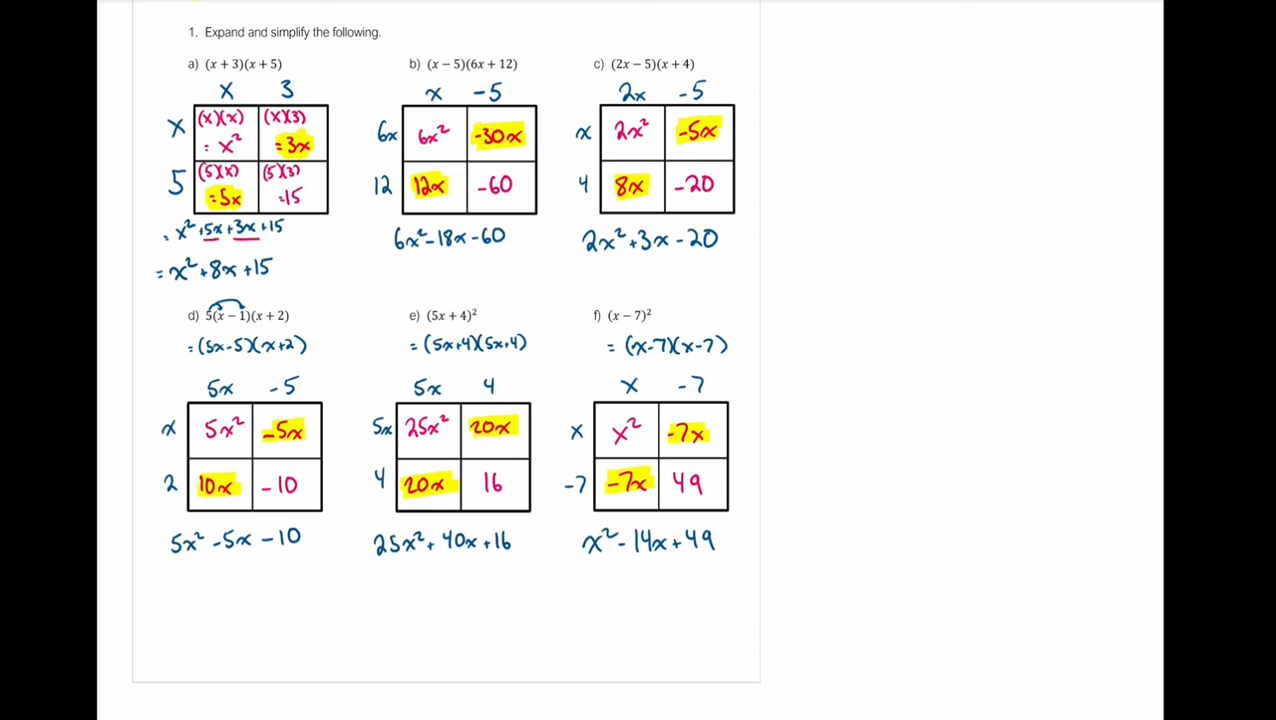 1. Expand and simplify the following.
a) (x + 3)(x + 5)
x 3
x (x)(x) (x)(3)
= x² = 3x
5 (5)(x) (5)(3)
= 5x = 15
= x² + 5x + 3x + 15
= x² + 8x + 15
b) (x − 5)(6x + 12)
x -5
6x 6x² -30x
12 12x -60
6x² - 18x - 60
c) (2x − 5)(x + 4)
2x -5
x 2x² -5x
4 8x -20
2x² + 3x - 20
d) 5(x − 1)(x + 2)
= (5x-5)(x+2)
5x -5
x 5x² -5x
2 10x -10
5x² - 5x - 10
e) (5x + 4)²
= (5x+4)(5x+4)
5x 4
5x 25x² 20x
4 20x 16
25x² + 40x + 16
f) (x − 7)²
= (x-7)(x-7)
x -7
x x² -7x
-7 -7x 49
x² - 14x + 49